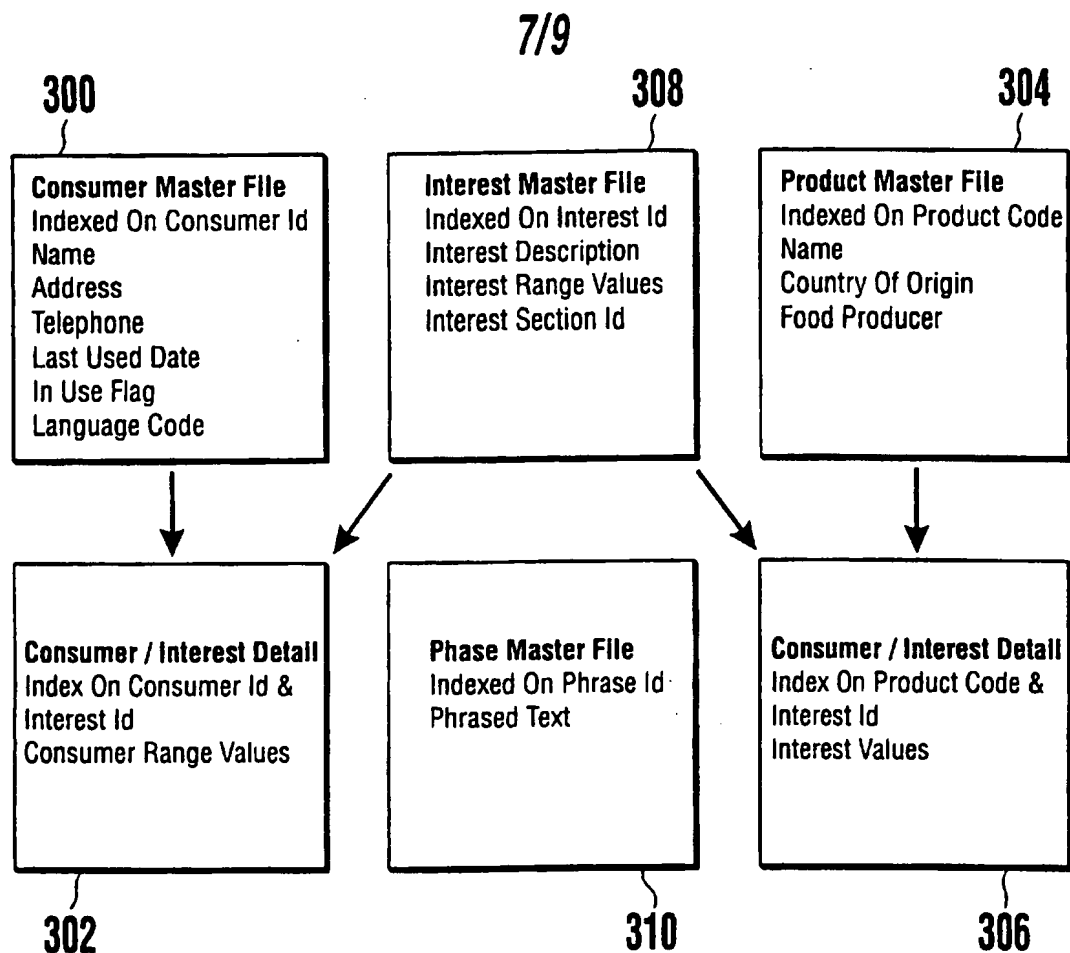 7/9
300
308
304
Consumer Master File
Indexed On Consumer Id
Name
Address
Telephone
Last Used Date
In Use Flag
Language Code
Interest Master File
Indexed On Interest Id
Interest Description
Interest Range Values
Interest Section Id
Product Master File
Indexed On Product Code
Name
Country Of Origin
Food Producer
Consumer / Interest Detail
Index On Consumer Id &
Interest Id
Consumer Range Values
Phase Master File
Indexed On Phrase Id
Phrased Text
Consumer / Interest Detail
Index On Product Code &
Interest Id
Interest Values
302
310
306